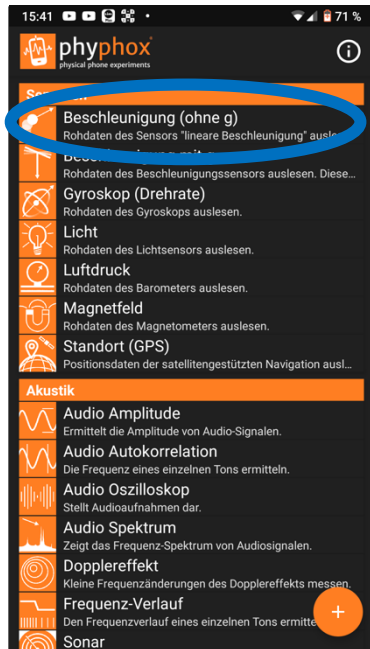 15:41 71 %
phyphox
physical phone experiments
Beschleunigung (ohne g)
Rohdaten des Sensors "lineare Beschleunigung" ausle
Rohdaten des Beschleunigungssensors auslesen. Diese…
Gyroskop (Drehrate)
Rohdaten des Gyroskops auslesen.
Licht
Rohdaten des Lichtsensors auslesen.
Luftdruck
Rohdaten des Barometers auslesen.
Magnetfeld
Rohdaten des Magnetometers auslesen.
Standort (GPS)
Positionsdaten der satellitengestützten Navigation ausl…
Akustik
Audio Amplitude
Ermittelt die Amplitude von Audio-Signalen.
Audio Autokorrelation
Die Frequenz eines einzelnen Tons ermitteln.
Audio Oszilloskop
Stellt Audioaufnahmen dar.
Audio Spektrum
Zeigt das Frequenz-Spektrum von Audiosignalen.
Dopplereffekt
Kleine Frequenzänderungen des Dopplereffekts messen.
Frequenz-Verlauf
Den Frequenzverlauf eines einzelnen Tons ermitte
Sonar